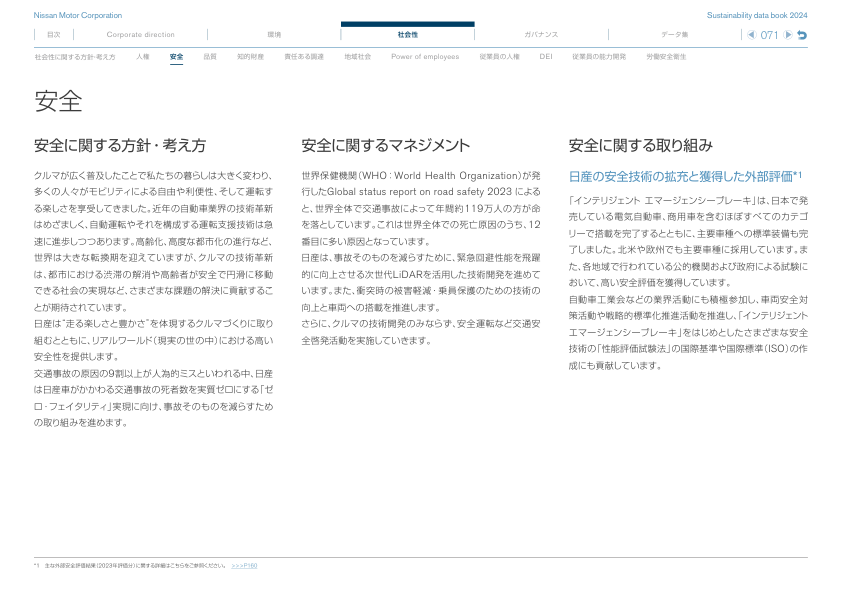 Nissan Motor Corporation
Sustainability data book 2024
目次
Corporate direction
環境
社会性
ガバナンス
データ集
071
社会性に関する方針・考え方
人権
安全
品質
知的財産
責任ある調達
地域社会
Power of employees
従業員の人権
DEI
従業員の能力開発
労働安全衛生
安全
安全に関する方針・考え方
クルマが広く普及したことで私たちの暮らしは大きく変わり、
多くの人々がモビリティによる自由や利便性、そして運転す
る楽しさを享受してきました。近年の自動車業界の技術革新
はめざましく、自動運転やそれを構成する運転支援技術は急
速に進歩しつつあります。高齢化、高度な都市化の進行など、
世界は大きな転換期を迎えていますが、クルマの技術革新
は、都市における渋滞の解消や高齢者が安全で円滑に移動
できる社会の実現など、さまざまな課題の解決に貢献するこ
とが期待されています。
日産は“走る楽しさと豊かさ”を体現するクルマづくりに取り
組むとともに、リアルワールド（現実の世の中）における高い
安全性を提供します。
交通事故の原因の9割以上が人為的ミスといわれる中、日産
は日産車がかかわる交通事故の死者数を実質ゼロにする「ゼ
ロ・フェイタリティ」実現に向け、事故そのものを減らすため
の取り組みを進めます。
安全に関するマネジメント
世界保健機関（WHO：World Health Organization）が発
行したGlobal status report on road safety 2023 による
と、世界全体で交通事故によって年間約119万人の方が命
を落としています。これは世界全体での死亡原因のうち、12
番目に多い原因となっています。
日産は、事故そのものを減らすために、緊急回避性能を飛躍
的に向上させる次世代LiDARを活用した技術開発を進めて
います。また、衝突時の被害軽減・乗員保護のための技術の
向上と車両への搭載を推進します。
さらに、クルマの技術開発のみならず、安全運転など交通安
全啓発活動を実施していきます。
安全に関する取り組み
日産の安全技術の拡充と獲得した外部評価*1
「インテリジェント エマージェンシーブレーキ」は、日本で発
売している電気自動車、商用車を含むほぼすべてのカテゴ
リーで搭載を完了するとともに、主要車種への標準装備も完
了しました。北米や欧州でも主要車種に採用しています。ま
た、各地域で行われている公的機関および政府による試験に
おいて、高い安全評価を獲得しています。
自動車工業会などの業界活動にも積極参加し、車両安全対
策活動や戦略的標準化推進活動を推進し、「インテリジェント
エマージェンシーブレーキ」をはじめとしたさまざまな安全
技術の「性能評価試験法」の国際基準や国際標準（ISO）の作
成にも貢献しています。
*1 主な外部安全評価結果（2023年評価分）に関する詳細はこちらをご参照ください。 >>>P160